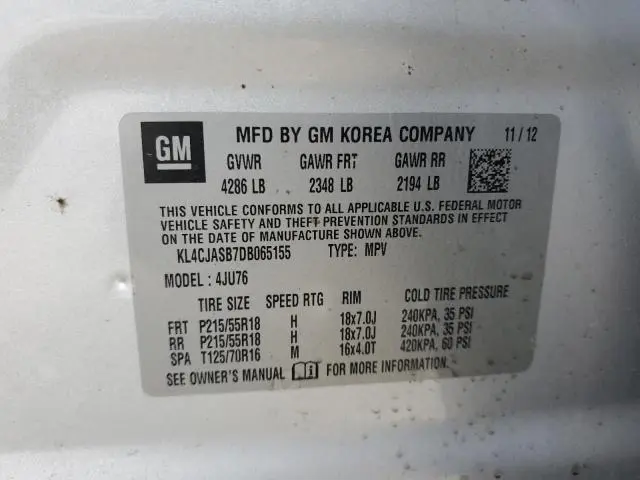 GM MFD BY GM KOREA COMPANY 11 / 12
GVWR GAWR FRT GAWR RR
4286 LB 2348 LB 2194 LB
THIS VEHICLE CONFORMS TO ALL APPLICABLE U.S. FEDERAL MOTOR
VEHICLE SAFETY AND THEFT PREVENTION STANDARDS IN EFFECT
ON THE DATE OF MANUFACTURE SHOWN ABOVE.
KL4CJASB7DB065155 TYPE: MPV
MODEL : 4JU76
TIRE SIZE SPEED RTG RIM COLD TIRE PRESSURE
FRT P215/55R18 H 18x7.0J 240KPA, 35 PSI
RR P215/55R18 H 18x7.0J 240KPA, 35 PSI
SPA T125/70R16 M 16x4.0T 420KPA, 60 PSI
SEE OWNER'S MANUAL FOR MORE INFORMATION.